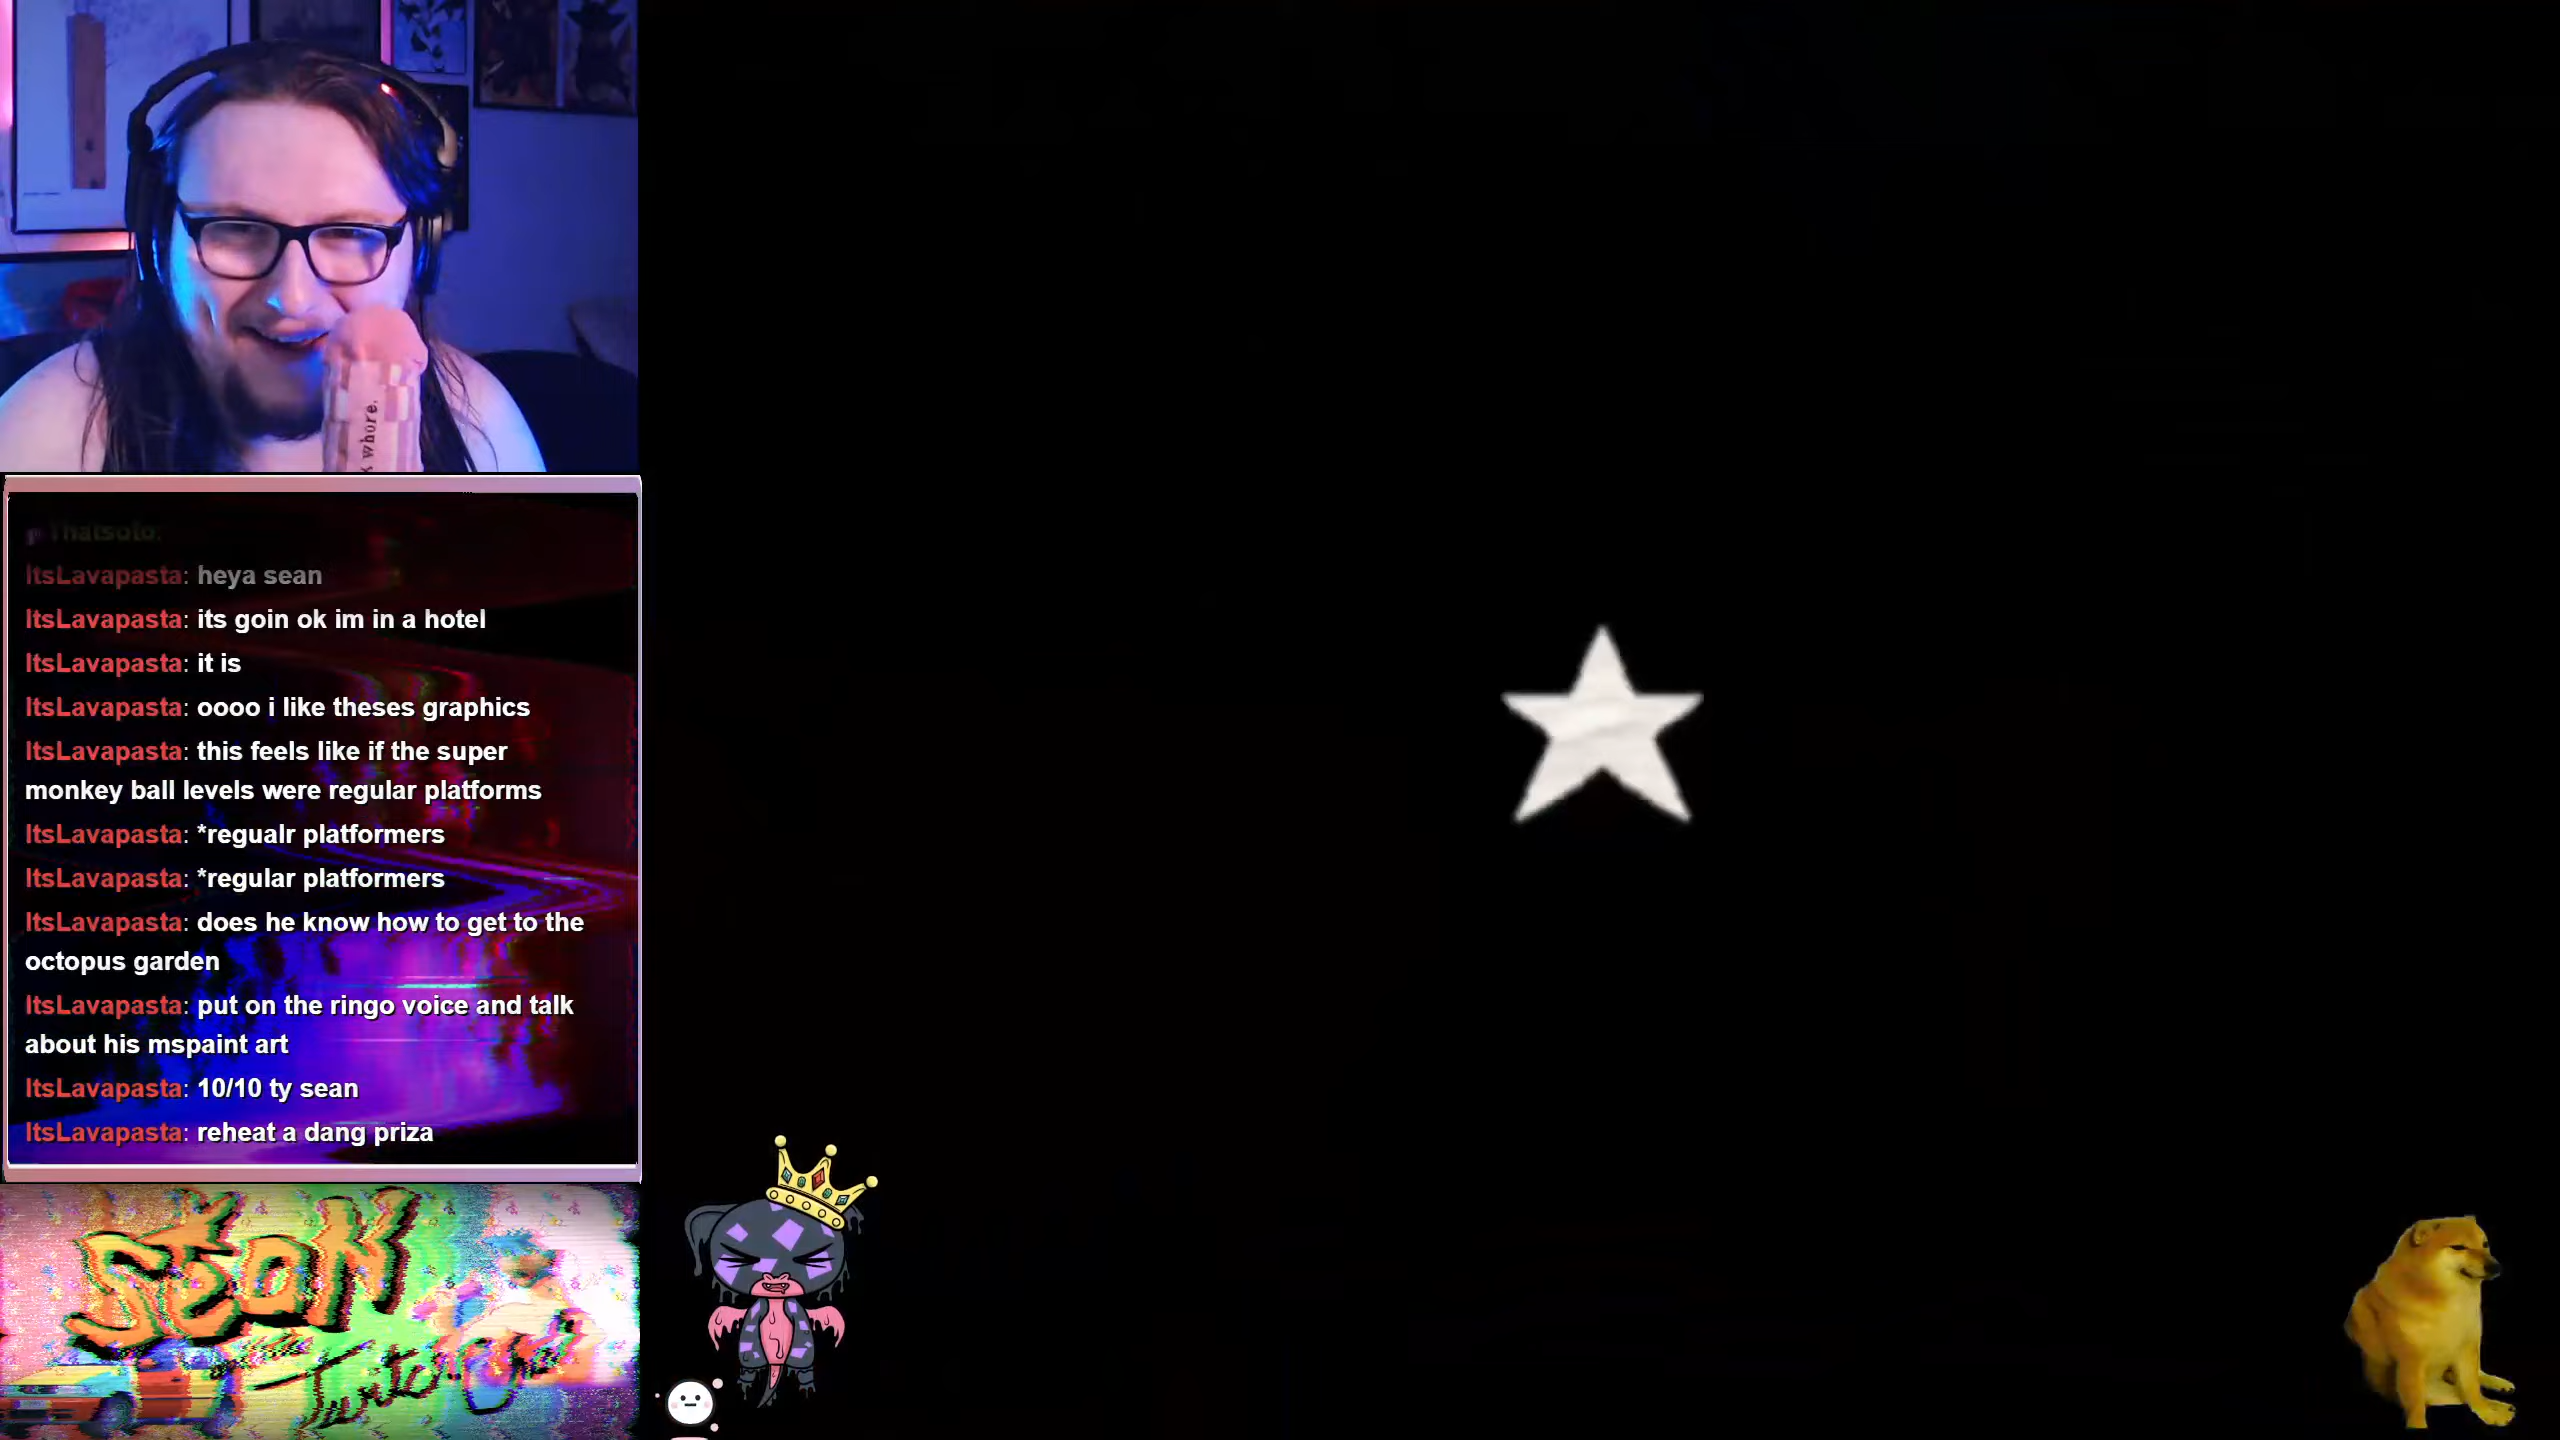 k whore.
Thatsoto:
ItsLavapasta: heya sean
ItsLavapasta: its goin ok im in a hotel
ItsLavapasta: it is
ItsLavapasta: oooo i like theses graphics
ItsLavapasta: this feels like if the super
monkey ball levels were regular platforms
ItsLavapasta: *regualr platformers
ItsLavapasta: *regular platformers
ItsLavapasta: does he know how to get to the
octopus garden
ItsLavapasta: put on the ringo voice and talk
about his mspaint art
ItsLavapasta: 10/10 ty sean
ItsLavapasta: reheat a dang priza
SEaN